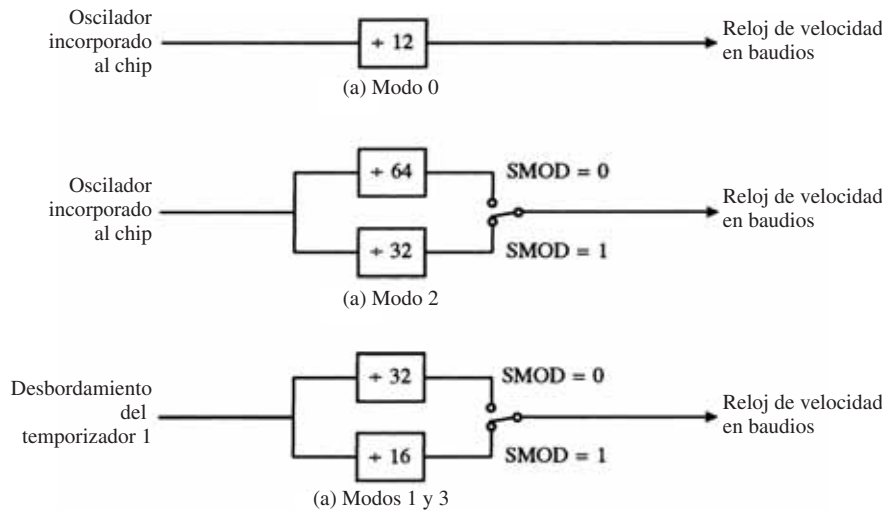 Oscilador
incorporado
al chip
÷ 12
Reloj de velocidad
en baudios
(a) Modo 0
Oscilador
incorporado
al chip
÷ 64
SMOD = 0
÷ 32
SMOD = 1
Reloj de velocidad
en baudios
(a) Modo 2
Desbordamiento
del
temporizador 1
÷ 32
SMOD = 0
÷ 16
SMOD = 1
Reloj de velocidad
en baudios
(a) Modos 1 y 3